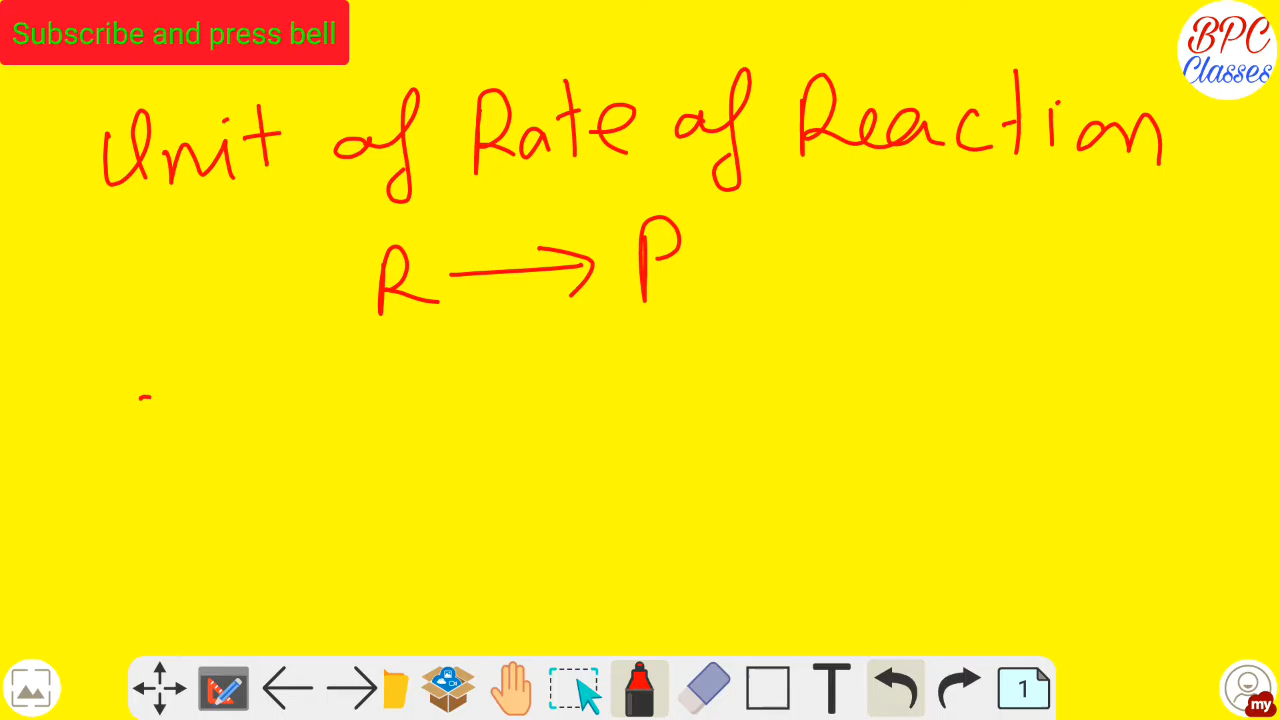 Subscribe and press bell
BPC
Classes
Unit of Rate of Reaction
R → P
1
my